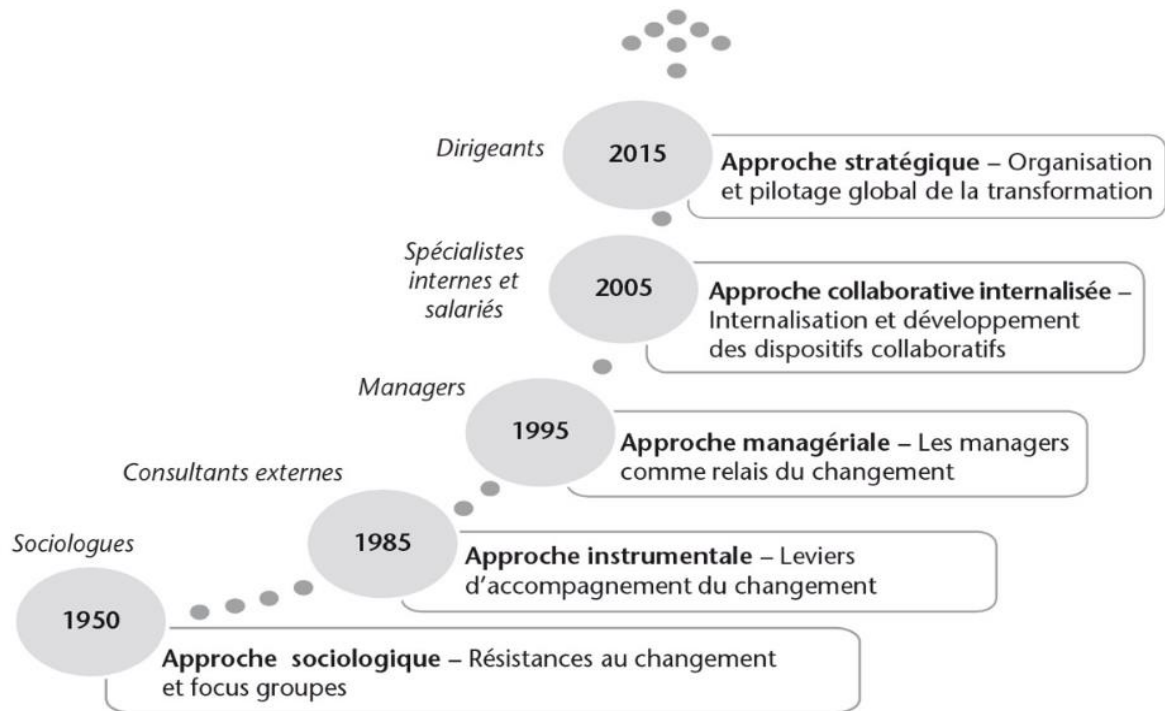 Dirigeants
2015
Approche stratégique – Organisation
et pilotage global de la transformation
Spécialistes
internes et
salariés
2005
Approche collaborative internalisée –
Internalisation et développement
des dispositifs collaboratifs
Managers
1995
Approche managériale – Les managers
comme relais du changement
Consultants externes
1985
Approche instrumentale – Leviers
d’accompagnement du changement
Sociologues
1950
Approche sociologique – Résistances au changement
et focus groupes